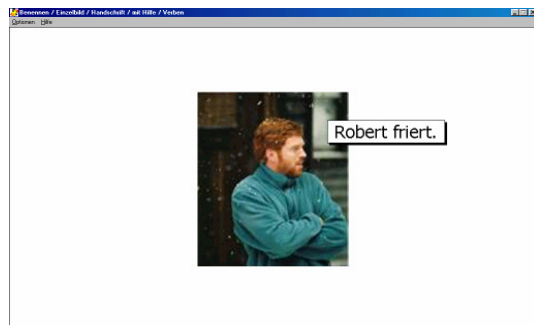 Benennen / Einzelbild / Handschrift / mit Hilfe / Verben
Optionen Hilfe
Robert friert.